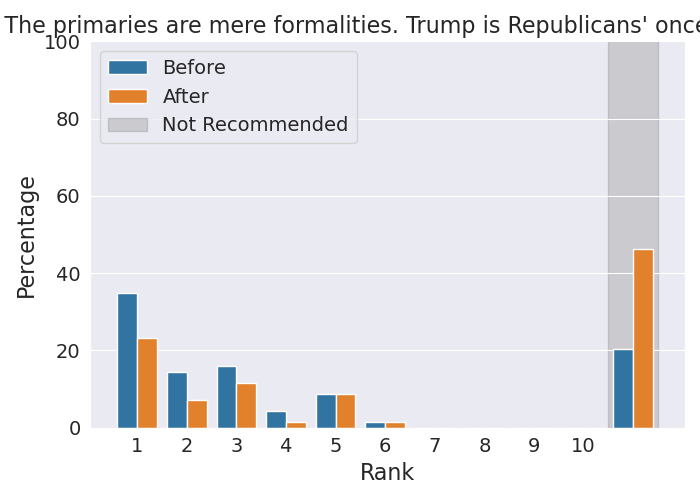 The primaries are mere formalities. Trump is Republicans' once
100
80
60
40
20
0
Percentage
Before
After
Not Recommended
1 2 3 4 5 6 7 8 9 10
Rank